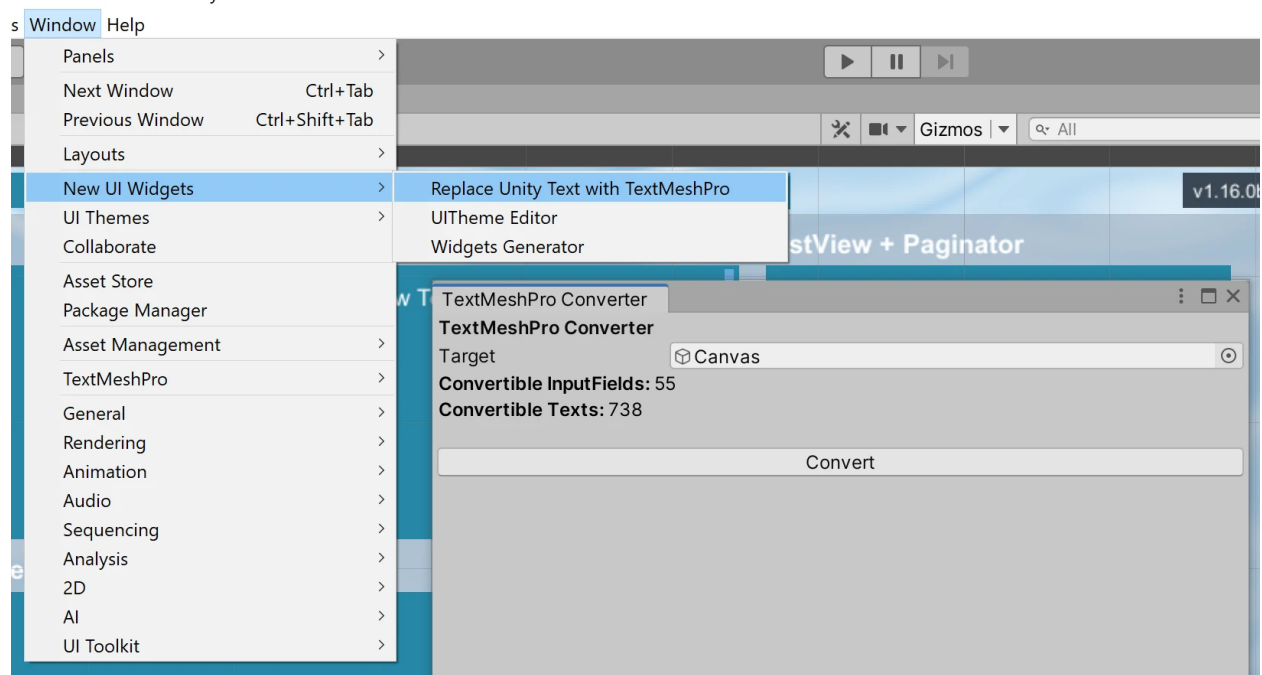 s Window Help
Panels
Next Window Ctrl+Tab
Previous Window Ctrl+Shift+Tab
Layouts
New UI Widgets
UI Themes
Collaborate
Asset Store
Package Manager
Asset Management
TextMeshPro
General
Rendering
Animation
Audio
Sequencing
Analysis
2D
AI
UI Toolkit
Replace Unity Text with TextMeshPro
UITheme Editor
Widgets Generator
Gizmos
All
v1.16.0
stView + Paginator
w T
TextMeshPro Converter
TextMeshPro Converter
Target Canvas
Convertible InputFields: 55
Convertible Texts: 738
Convert
e